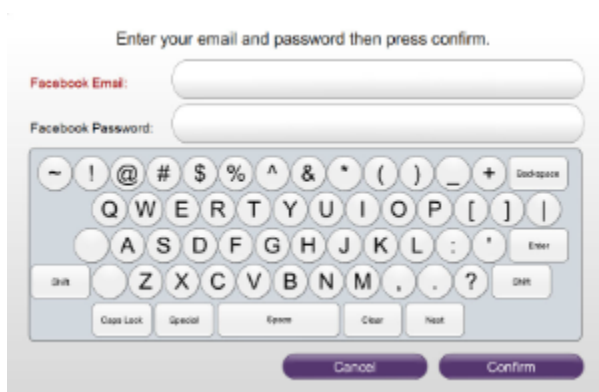 Enter your email and password then press confirm.
Facebook Email:
Facebook Password:
~ ! @ # $ % ^ & * ( ) _ + Backspace
Q W E R T Y U I O P [ ] |
A S D F G H J K L : ' Enter
Shift Z X C V B N M , . ? Shift
Caps Lock Special Space Clear Next
Cancel Confirm